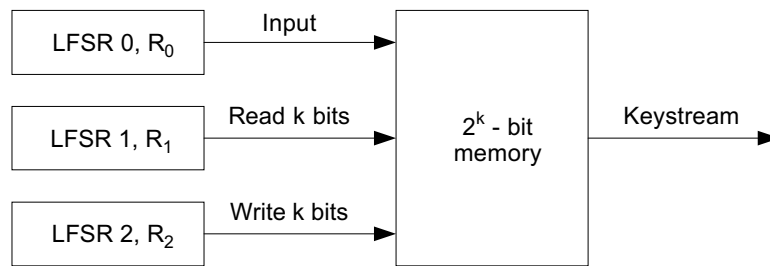 LFSR 0, R₀
Input
LFSR 1, R₁
Read k bits
2ᵏ - bit
memory
Keystream
LFSR 2, R₂
Write k bits